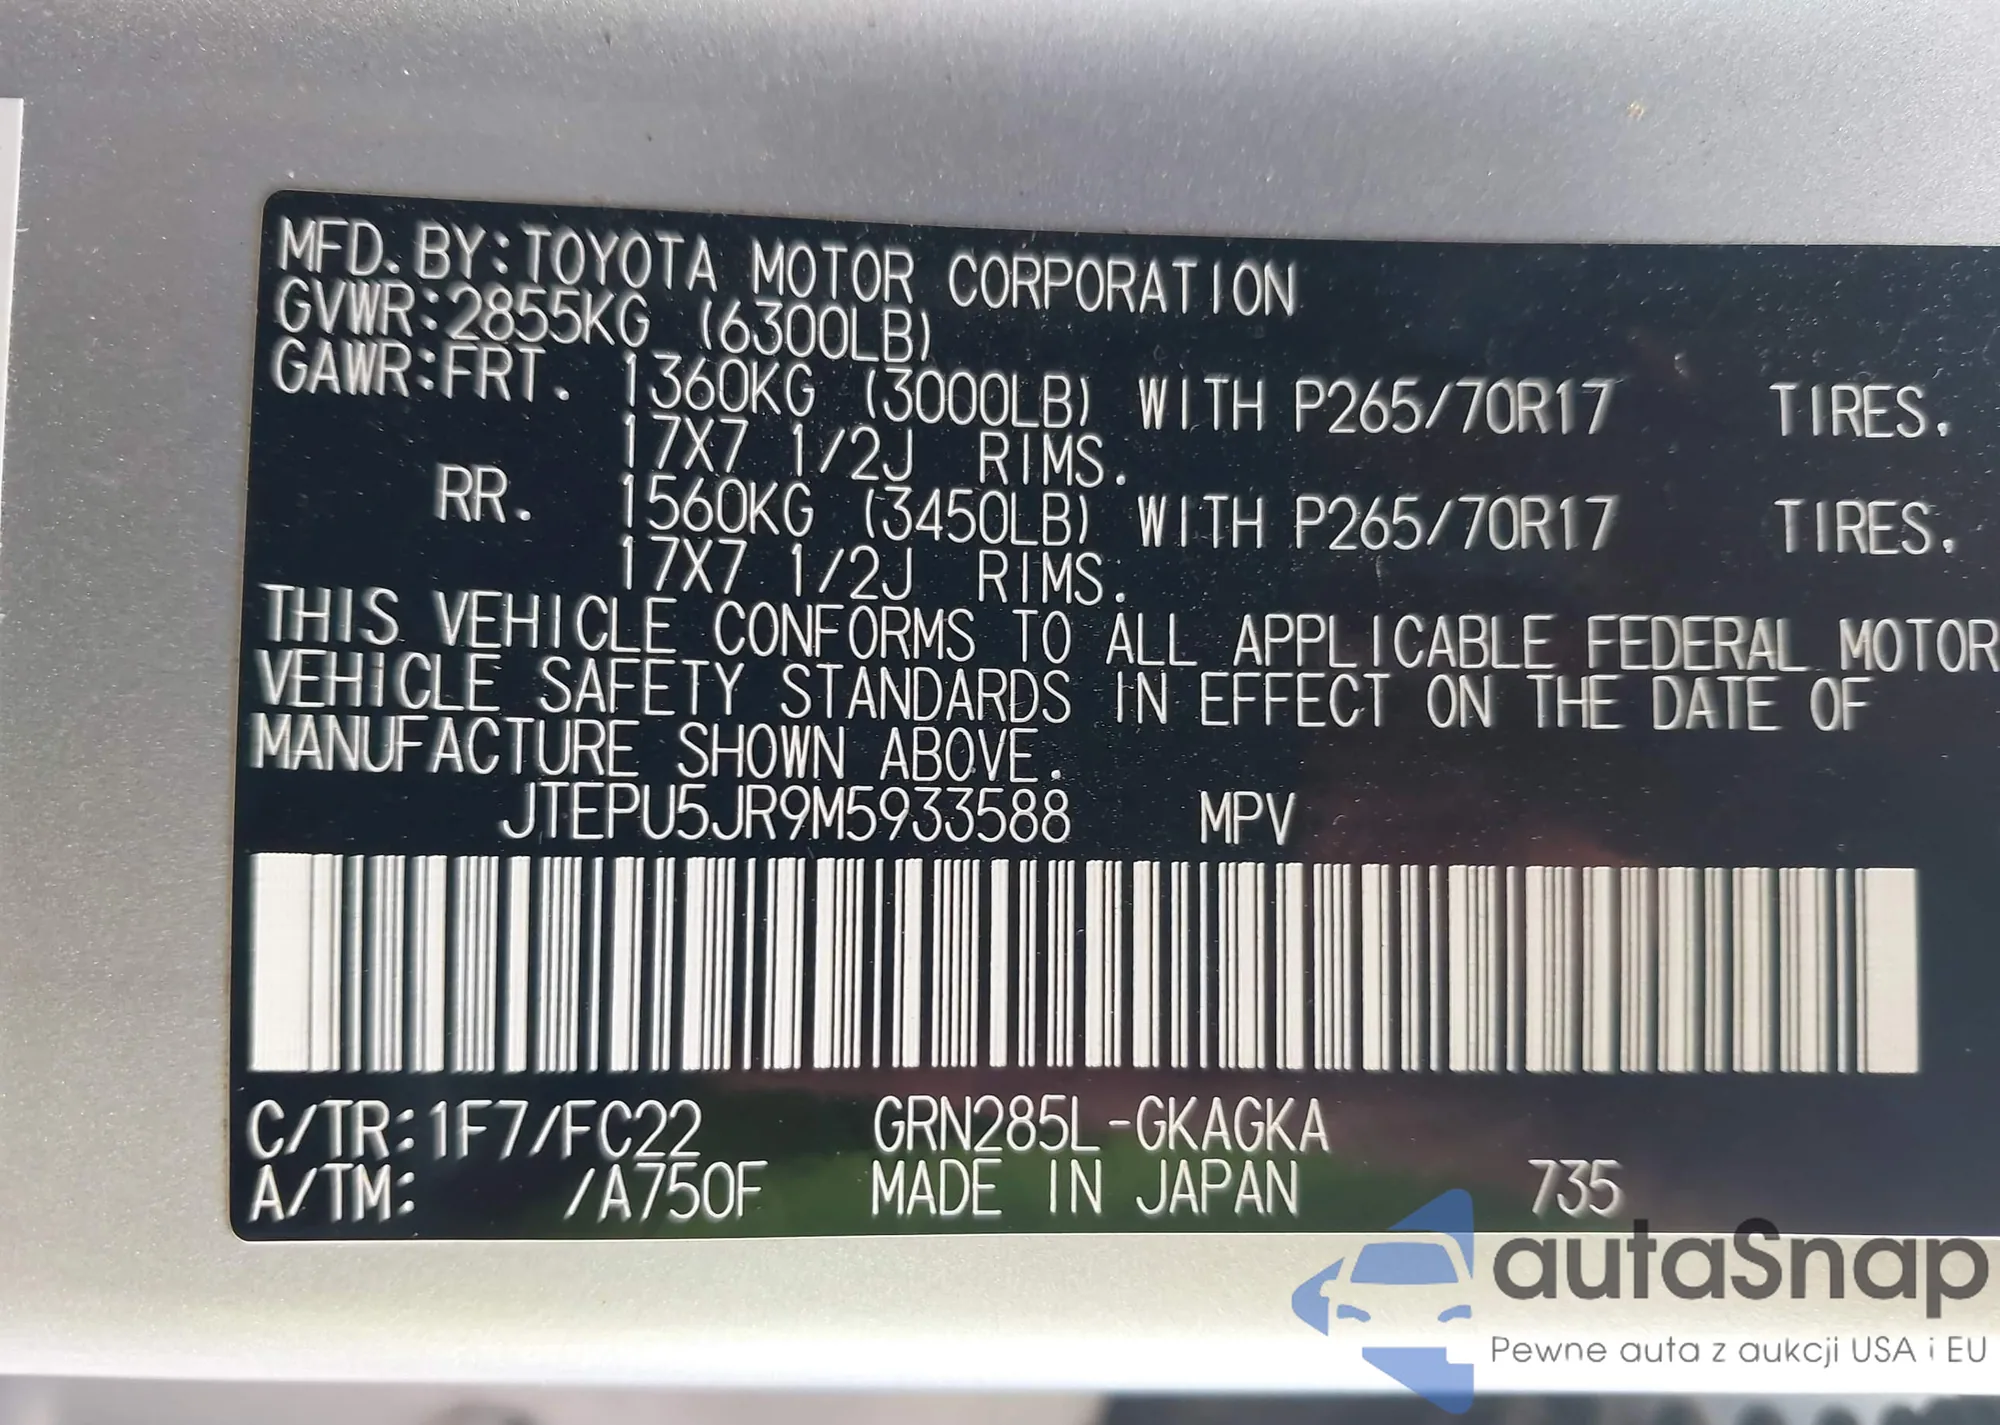 MFD. BY: TOYOTA MOTOR CORPORATION
GVWR: 2855KG (6300LB)
GAWR: FRT. 1360KG (3000LB) WITH P265/70R17 TIRES.
17X7 1/2J RIMS.
RR. 1560KG (3450LB) WITH P265/70R17 TIRES.
17X7 1/2J RIMS.
THIS VEHICLE CONFORMS TO ALL APPLICABLE FEDERAL MOTOR
VEHICLE SAFETY STANDARDS IN EFFECT ON THE DATE OF
MANUFACTURE SHOWN ABOVE.
JTEPU5JR9M5933588 MPV
C/TR: 1F7/FC22 GRN285L-GKAGKA
A/TM: /A750F MADE IN JAPAN 735
autaSnap
Pewne auta z aukcji USA i EU